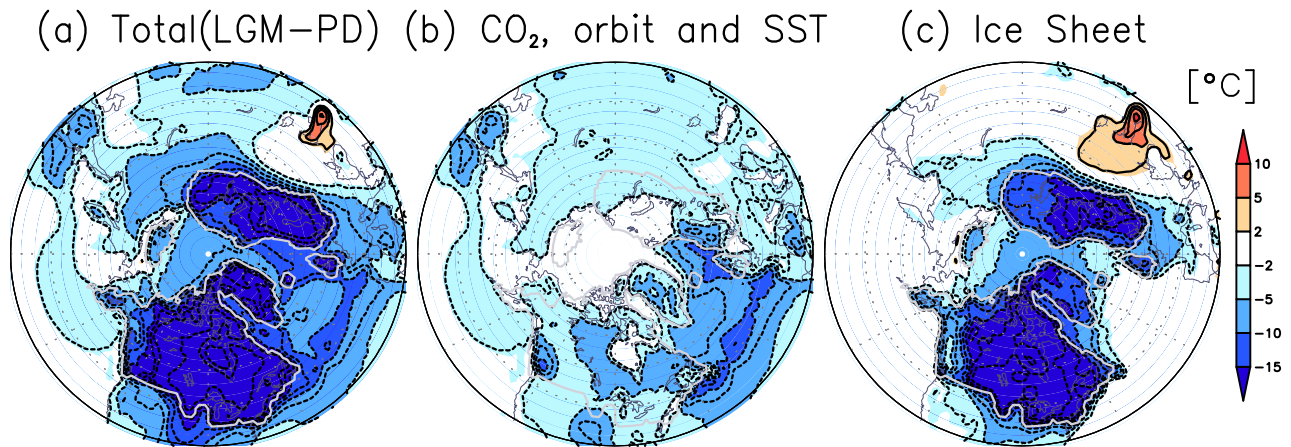 (a) Total(LGM−PD)
(b) CO₂, orbit and SST
(c) Ice Sheet
[°C]
10
5
2
−2
−5
−10
−15